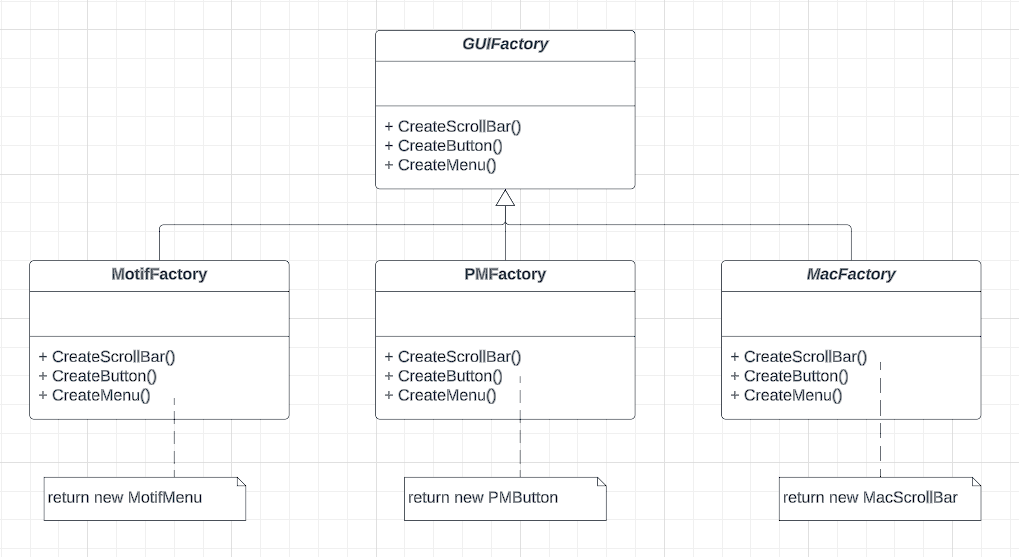 GUIFactory
+ CreateScrollBar()
+ CreateButton()
+ CreateMenu()
MotifFactory
+ CreateScrollBar()
+ CreateButton()
+ CreateMenu()
return new MotifMenu
PMFactory
+ CreateScrollBar()
+ CreateButton()
+ CreateMenu()
return new PMButton
MacFactory
+ CreateScrollBar()
+ CreateButton()
+ CreateMenu()
return new MacScrollBar